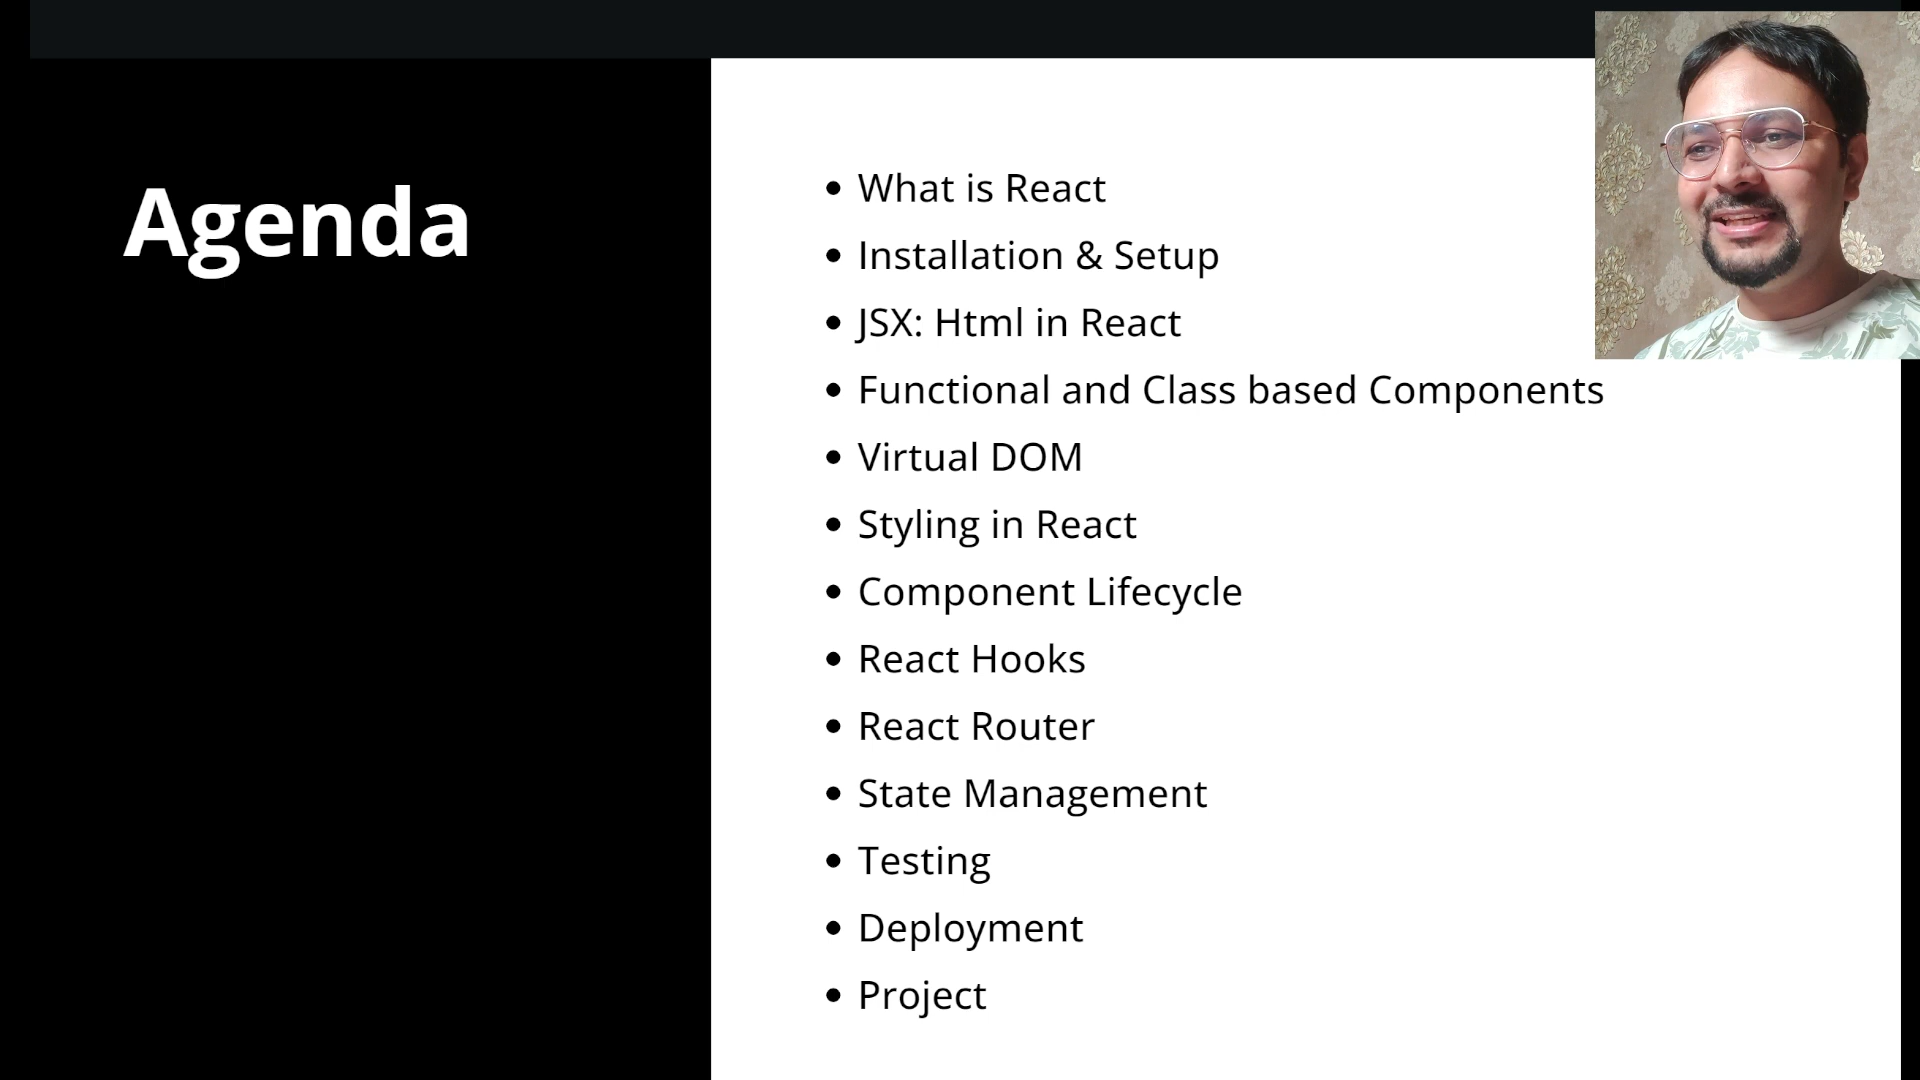 Agenda
What is React
Installation & Setup
JSX: Html in React
Functional and Class based Components
Virtual DOM
Styling in React
Component Lifecycle
React Hooks
React Router
State Management
Testing
Deployment
Project